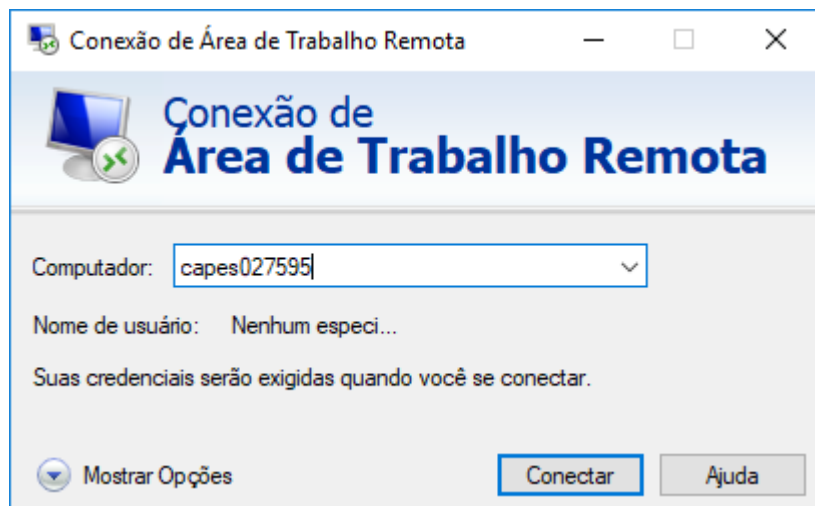 Conexão de Área de Trabalho Remota
Conexão de
Área de Trabalho Remota
Computador: capes027595
Nome de usuário: Nenhum especi...
Suas credenciais serão exigidas quando você se conectar.
Mostrar Opções Conectar Ajuda